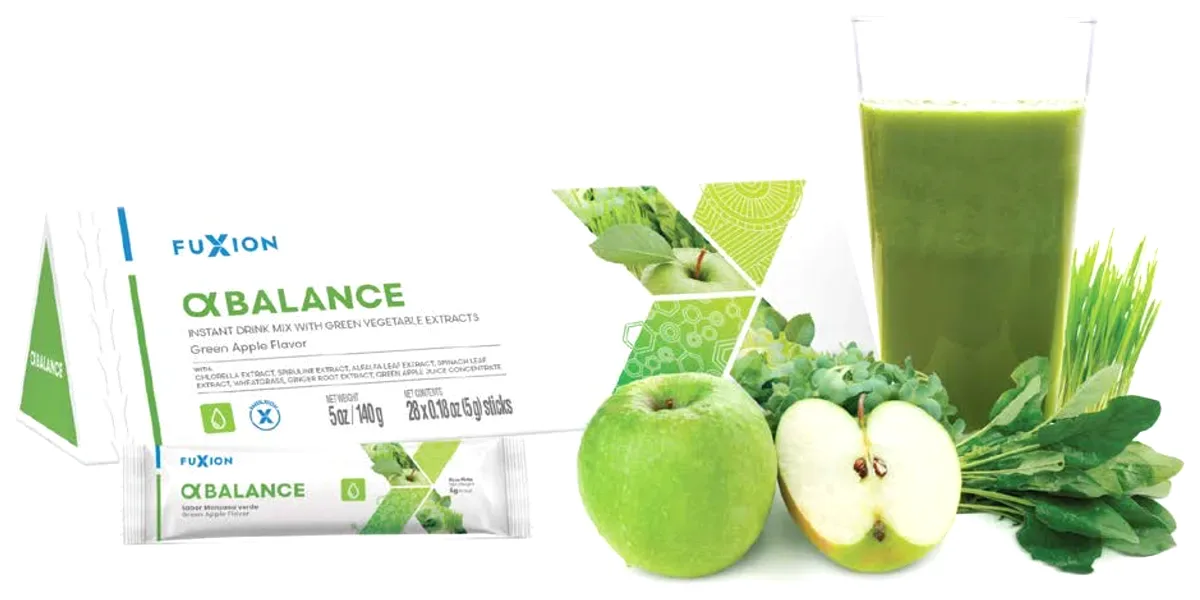 FUXION
αBALANCE
INSTANT DRINK MIX WITH GREEN VEGETABLE EXTRACTS
Green Apple Flavor
WITH:
CHLORELLA EXTRACT, SPIRULINE EXTRACT, ALFALFA LEAF EXTRACT, SPINACH LEAF
EXTRACT, WHEATGRASS, GINGER ROOT EXTRACT, GREEN APPLE JUICE CONCENTRATE
NET WEIGHT
5 oz / 140 g
NET CONTENTS
28 x 0.18 oz (5 g) sticks
αBALANCE
FUXION
αBALANCE
Sabor Manzana verde
Green Apple Flavor